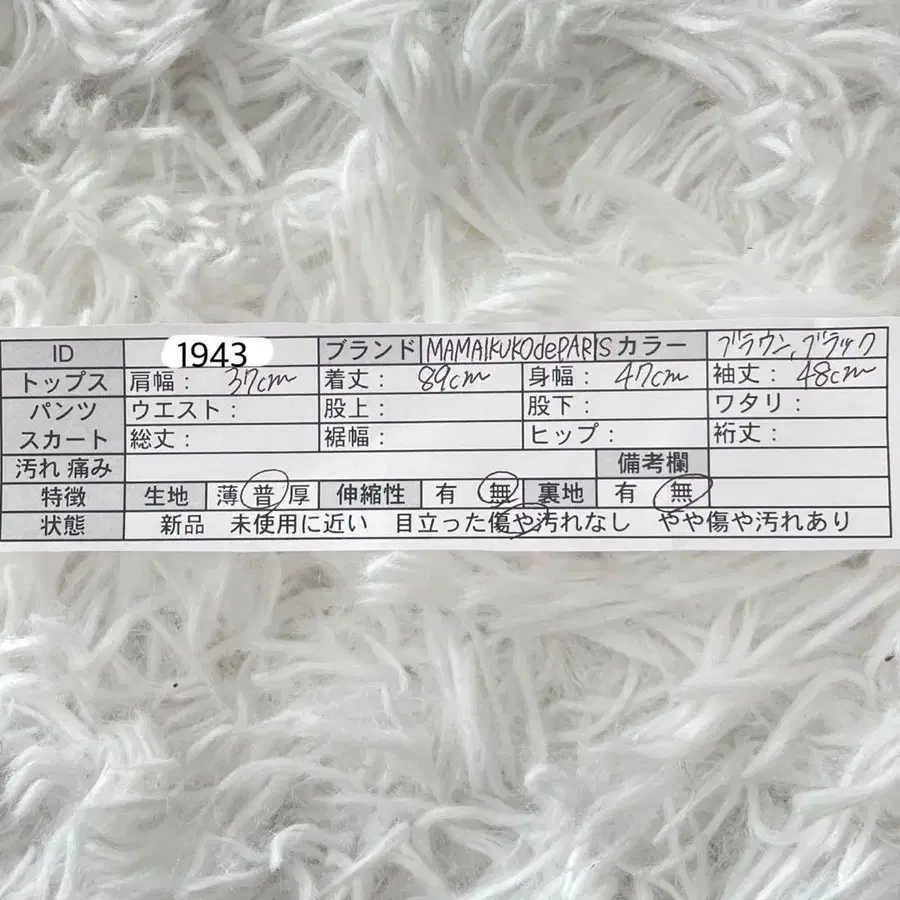 ID 1943 ブランド MAMAIKUKOdePARIS カラー ブラウン、ブラック
トップス 肩幅： 37cm 着丈： 89cm 身幅： 47cm 袖丈： 48cm
パンツ ウエスト： 股上： 股下： ワタリ：
スカート 総丈： 裾幅： ヒップ： 裄丈：
汚れ 痛み 備考欄
特徴 生地 薄 普 厚 伸縮性 有 無 裏地 有 無
状態 新品 未使用に近い 目立った傷や汚れなし やや傷や汚れあり